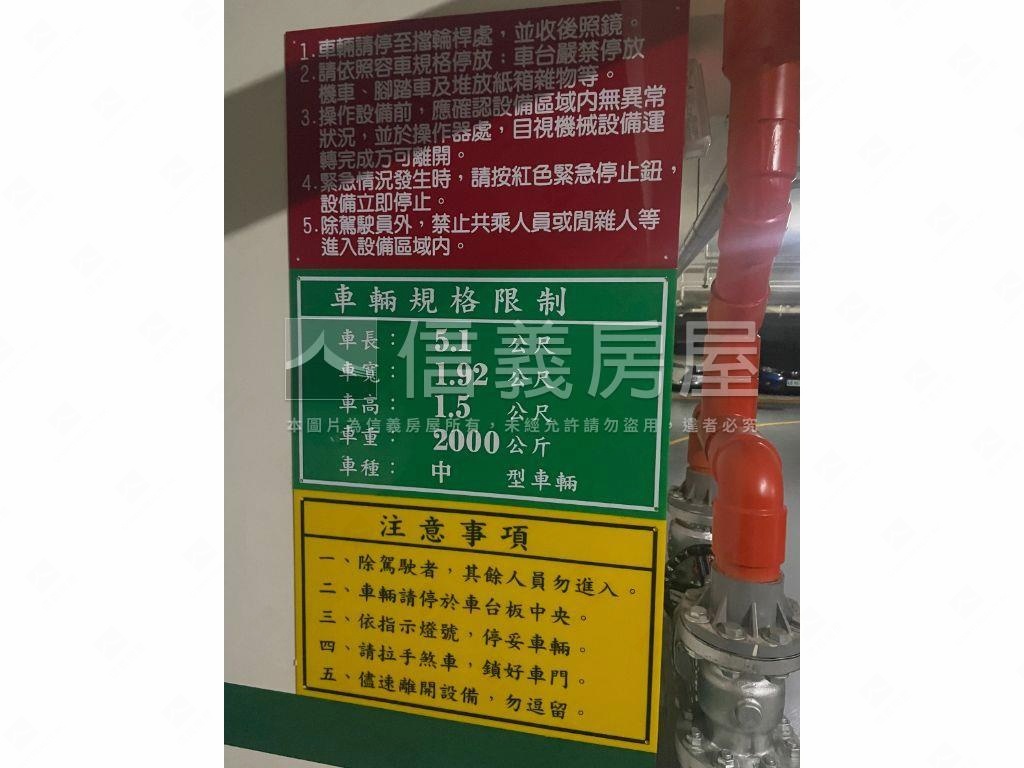 1.車輛請停至擋輪桿處，並收後照鏡。
2.請依照容車規格停放；車台嚴禁停放
機車、腳踏車及堆放紙箱雜物等。
3.操作設備前，應確認設備區域内無異常
狀況，並於操作器處，目視機械設備運
轉完成方可離開。
4.緊急情況發生時，請按紅色緊急停止鈕，
設備立即停止。
5.除駕駛員外，禁止共乘人員或閒雜人等
進入設備區域内。
車輛規格限制
車長： 5.1 公尺
信義房屋
車寬： 1.92 公尺
車高： 1.5 公尺
本圖片為信義房屋所有，未經允許請勿盜用，違者必究
車重： 2000 公斤
車種： 中 型車輛
注意事項
一、除駕駛者，其餘人員勿進入。
二、車輛請停於車台板中央。
三、依指示燈號，停妥車輛。
四、請拉手煞車，鎖好車門。
五、儘速離開設備，勿逗留。